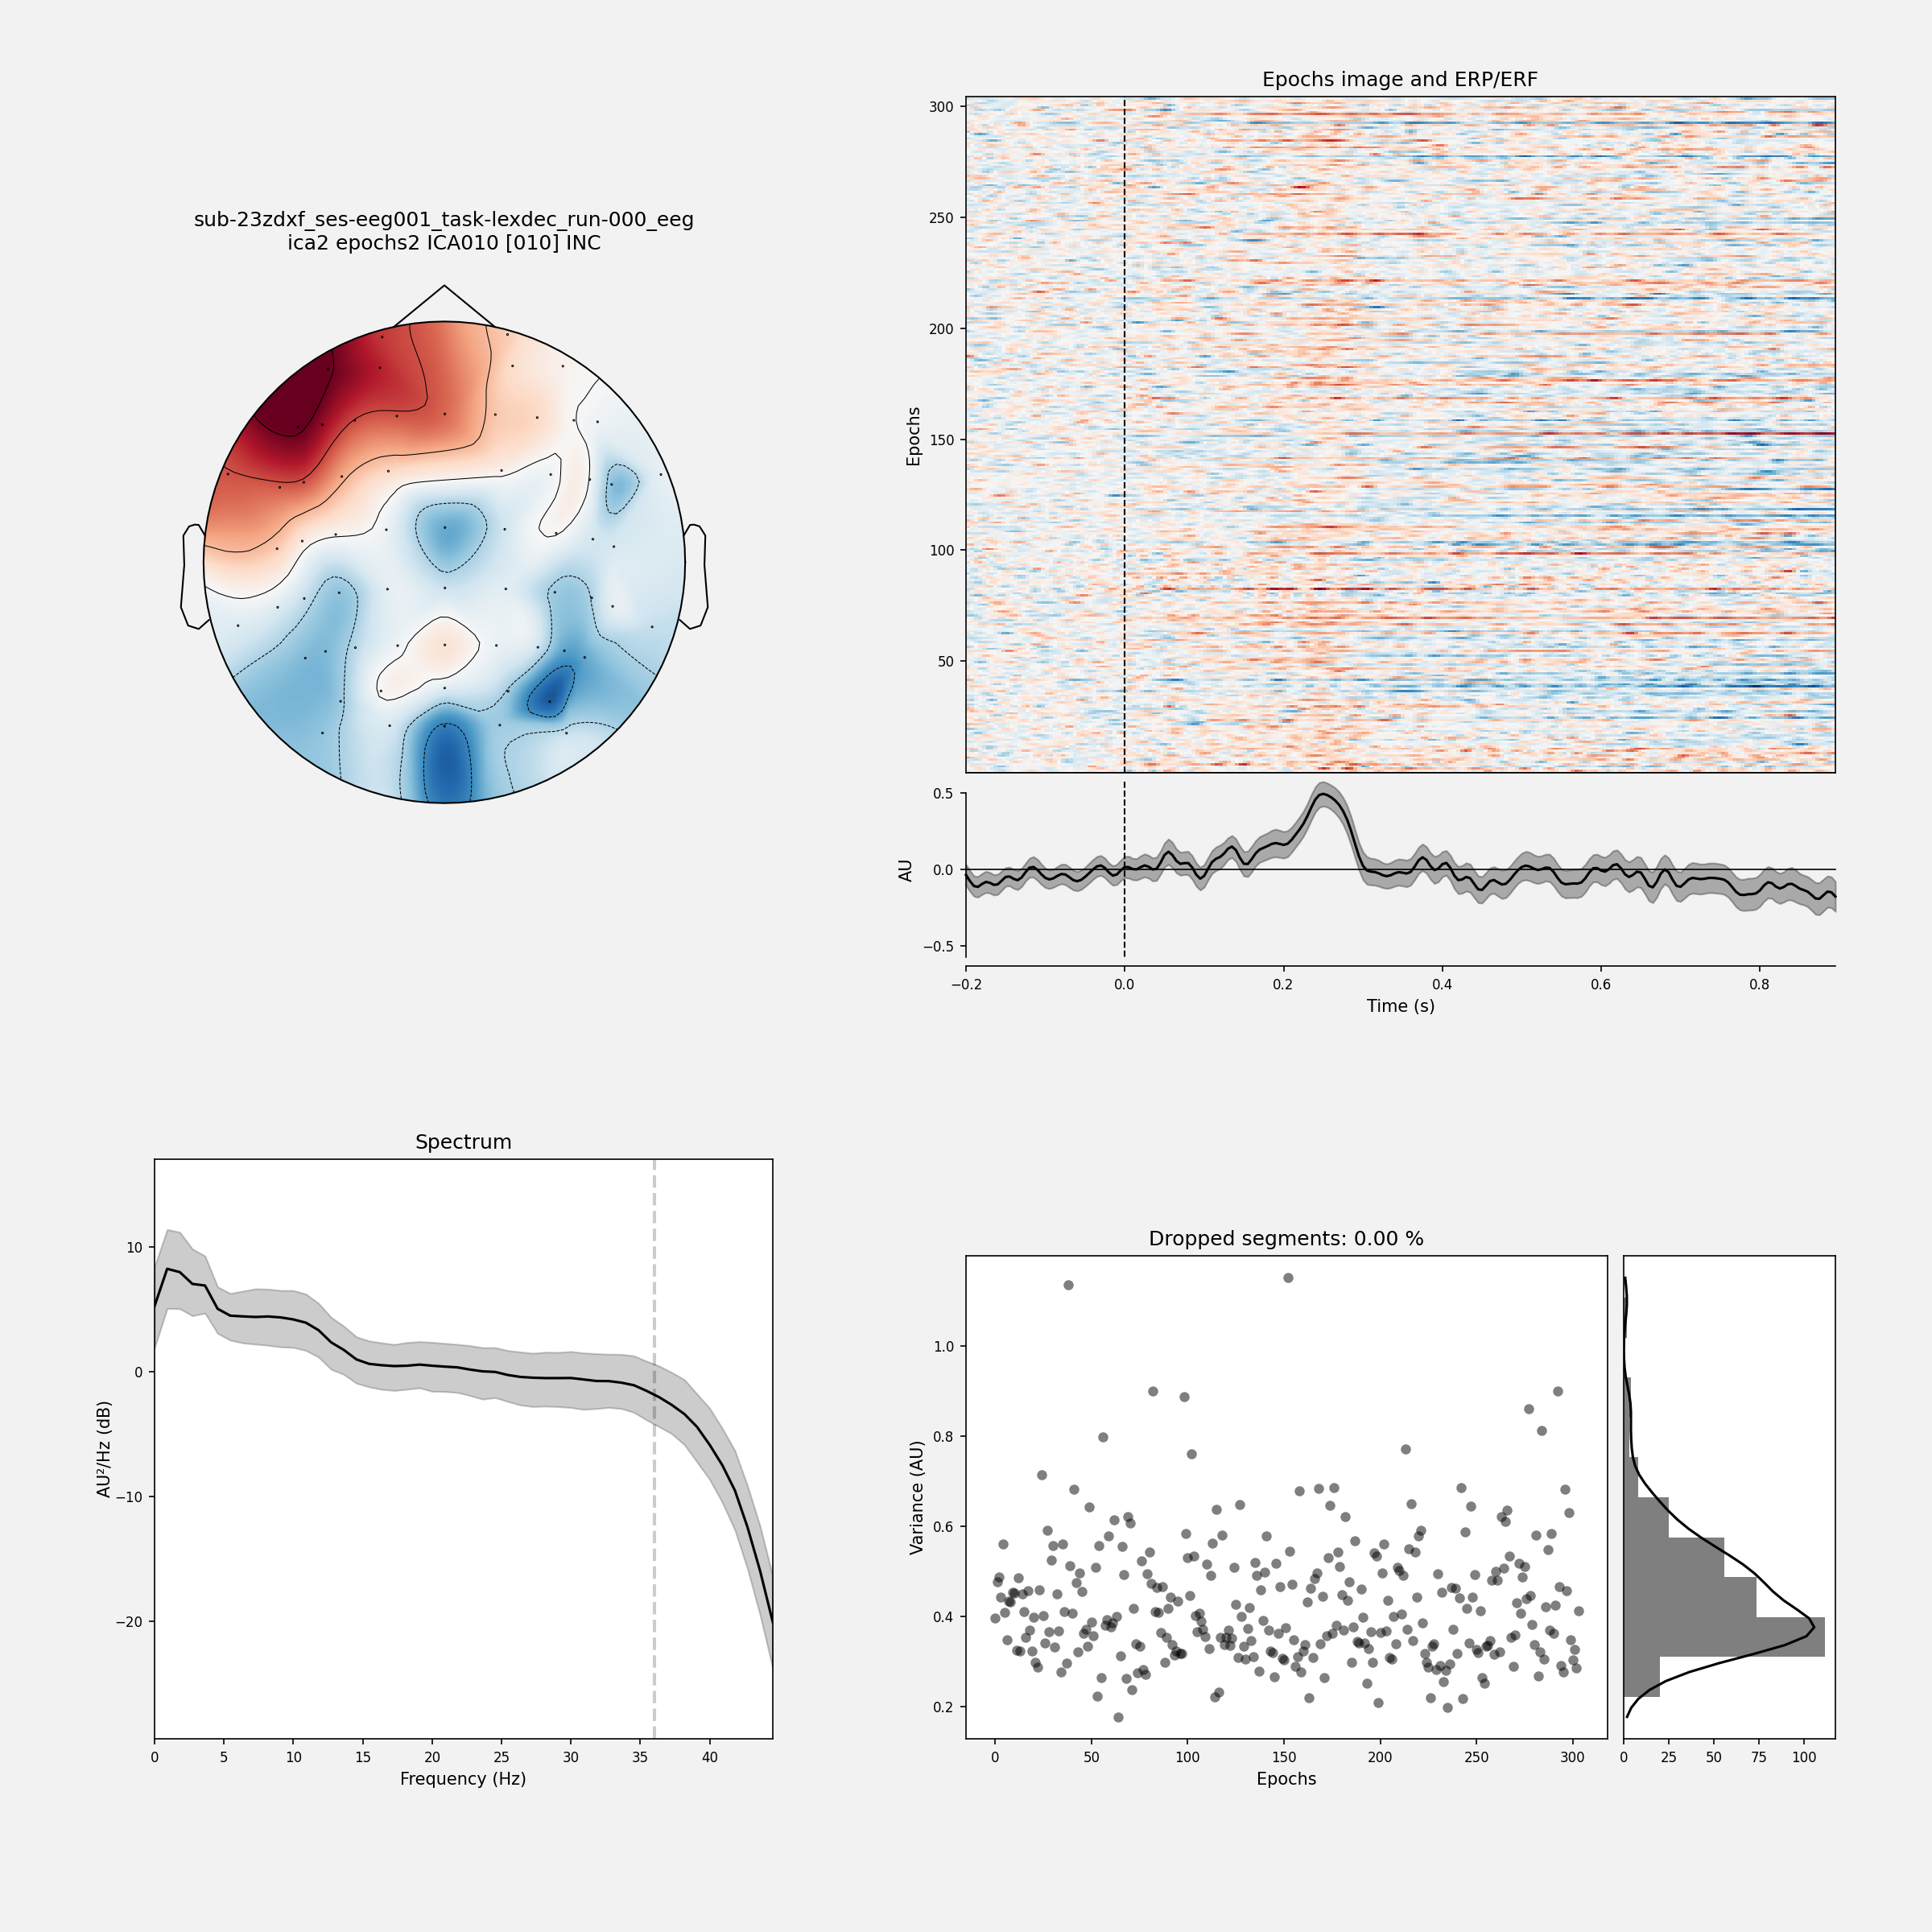 sub-23zdxf_ses-eeg001_task-lexdec_run-000_eeg
ica2 epochs2 ICA010 [010] INC
Epochs image and ERP/ERF
Epochs
300
250
200
150
100
50
AU
0.5
0.0
−0.5
−0.2 0.0 0.2 0.4 0.6 0.8
Time (s)
Spectrum
AU²/Hz (dB)
10
0
−10
−20
0 5 10 15 20 25 30 35 40
Frequency (Hz)
Dropped segments: 0.00 %
Variance (AU)
1.0
0.8
0.6
0.4
0.2
0 50 100 150 200 250 300
Epochs
0 25 50 75 100